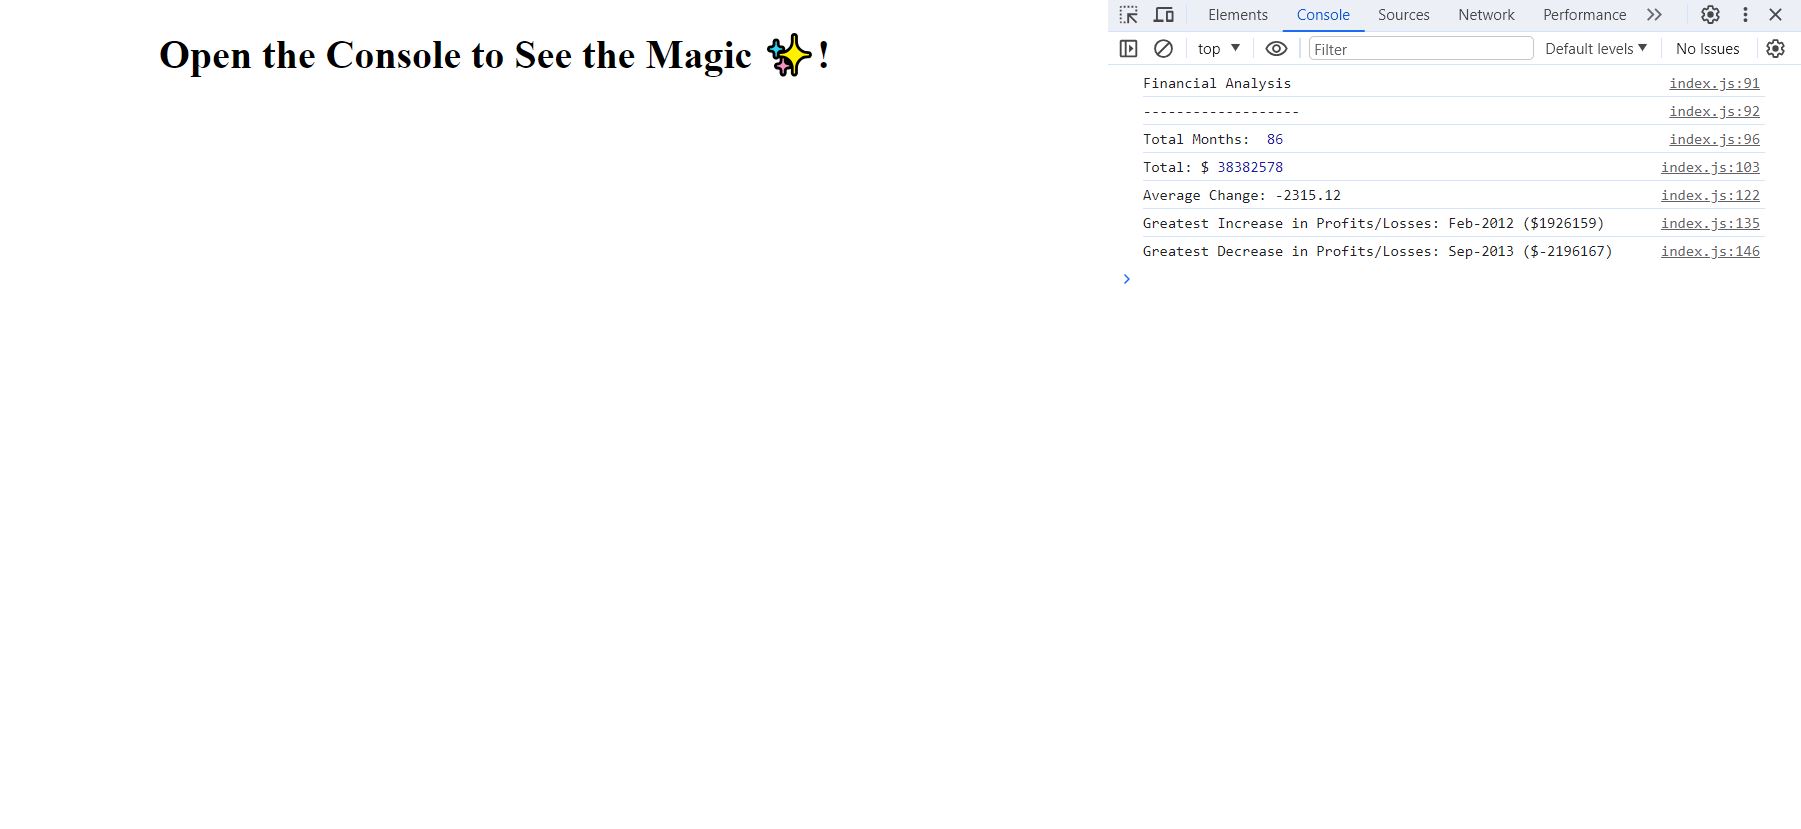 Open the Console to See the Magic ✨!
Elements Console Sources Network Performance
top Filter Default levels No Issues
Financial Analysis index.js:91
------------------- index.js:92
Total Months:  86 index.js:96
Total: $ 38382578 index.js:103
Average Change: -2315.12 index.js:122
Greatest Increase in Profits/Losses: Feb-2012 ($1926159) index.js:135
Greatest Decrease in Profits/Losses: Sep-2013 ($-2196167) index.js:146